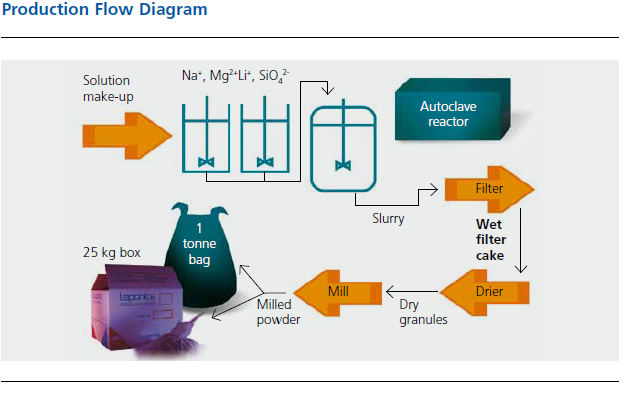 Production Flow Diagram
Solution
make-up
Na⁺, Mg²⁺Li⁺, SiO₄²⁻
Autoclave
reactor
Filter
Slurry
Wet
filter
cake
1
tonne
bag
25 kg box
Laponite
Milled
powder
Mill
Dry
granules
Drier